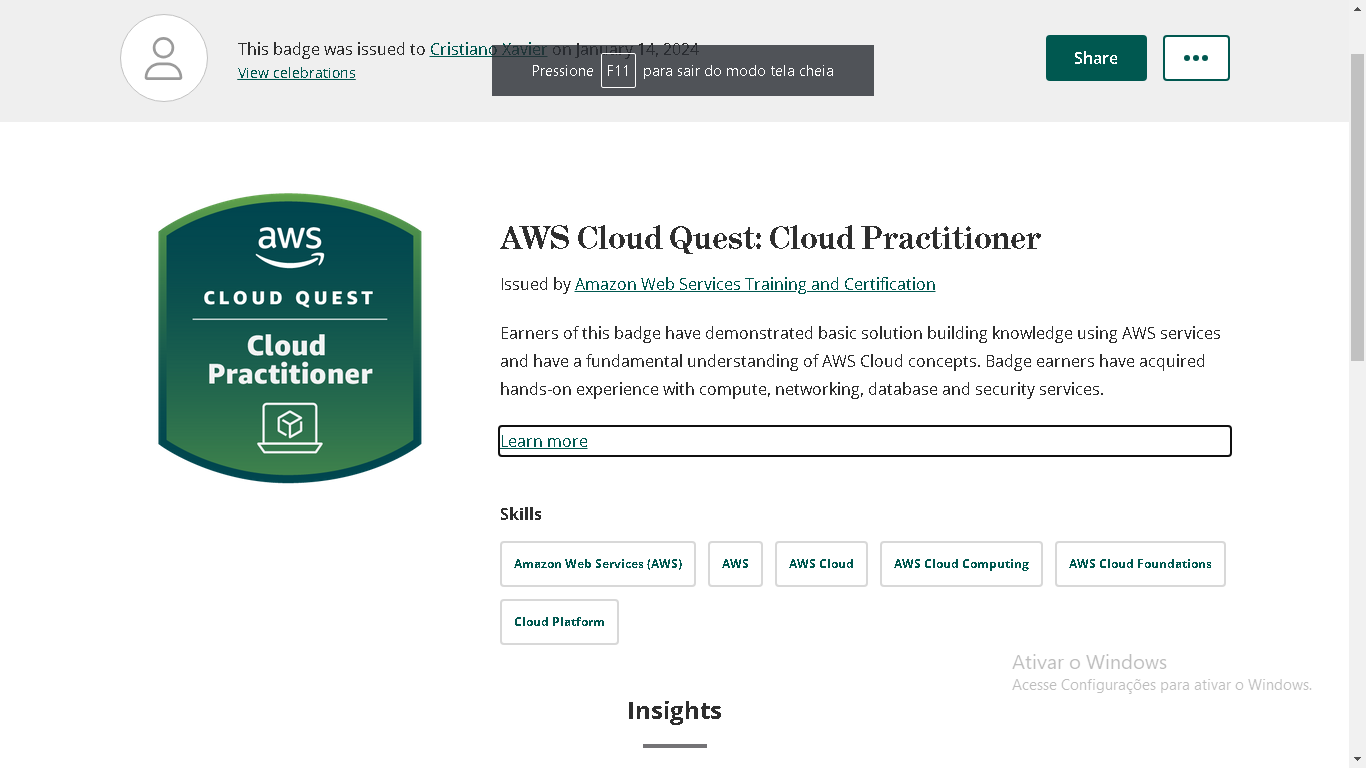 This badge was issued to Cristiano Xavier on January 14, 2024
View celebrations
Pressione F11 para sair do modo tela cheia
Share
aws
CLOUD QUEST
Cloud
Practitioner
AWS Cloud Quest: Cloud Practitioner
Issued by Amazon Web Services Training and Certification
Earners of this badge have demonstrated basic solution building knowledge using AWS services
and have a fundamental understanding of AWS Cloud concepts. Badge earners have acquired
hands-on experience with compute, networking, database and security services.
Learn more
Skills
Amazon Web Services (AWS) AWS AWS Cloud AWS Cloud Computing AWS Cloud Foundations
Cloud Platform
Ativar o Windows
Acesse Configurações para ativar o Windows.
Insights